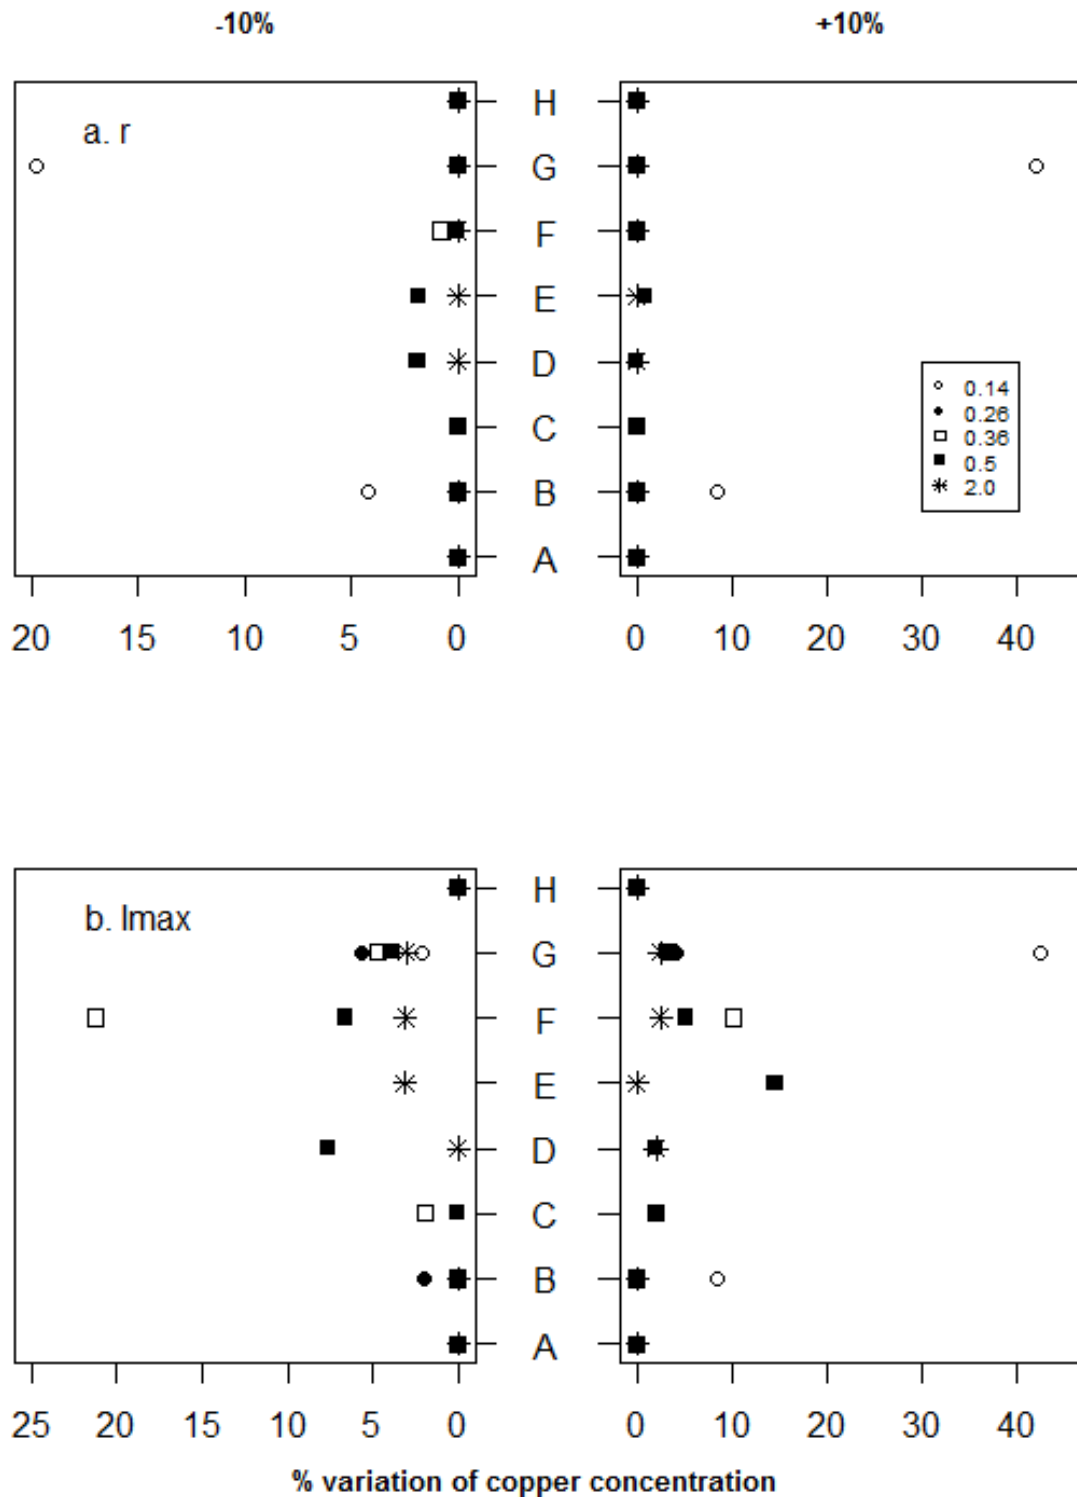 -10% +10%
a. r
H
G
F
E
D
C
B
A
0.14
0.26
0.36
0.5
2.0
20 15 10 5 0 0 10 20 30 40
b. Imax
H
G
F
E
D
C
B
A
25 20 15 10 5 0 0 10 20 30 40
% variation of copper concentration